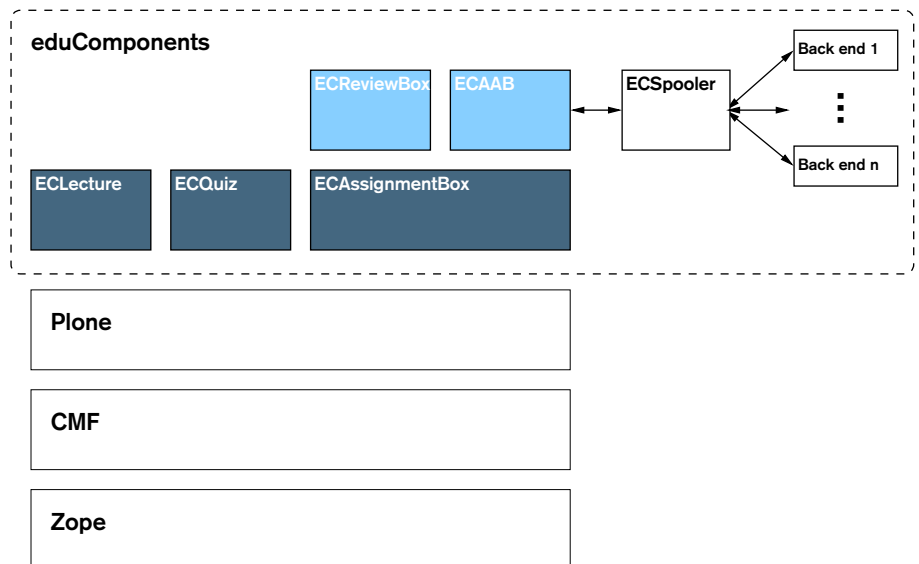 eduComponents
Back end 1
ECReviewBox
ECAAB
ECSpooler
Back end n
ECLecture
ECQuiz
ECAssignmentBox
Plone
CMF
Zope